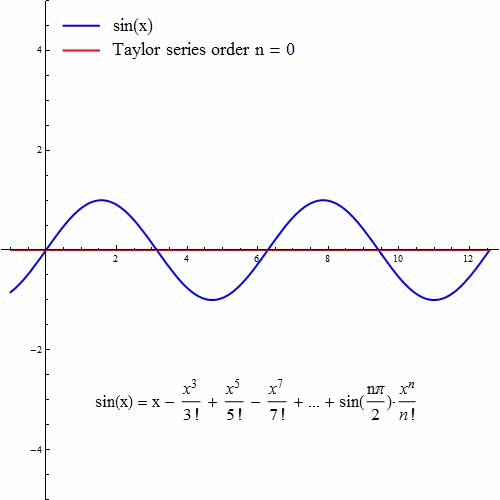 sin(x)
Taylor series order n = 0
4
2
2 4 6 8 10 12
−2
sin(x) = x − x³/3! + x⁵/5! − x⁷/7! + ... + sin(nπ/2)·xⁿ/n!
−4